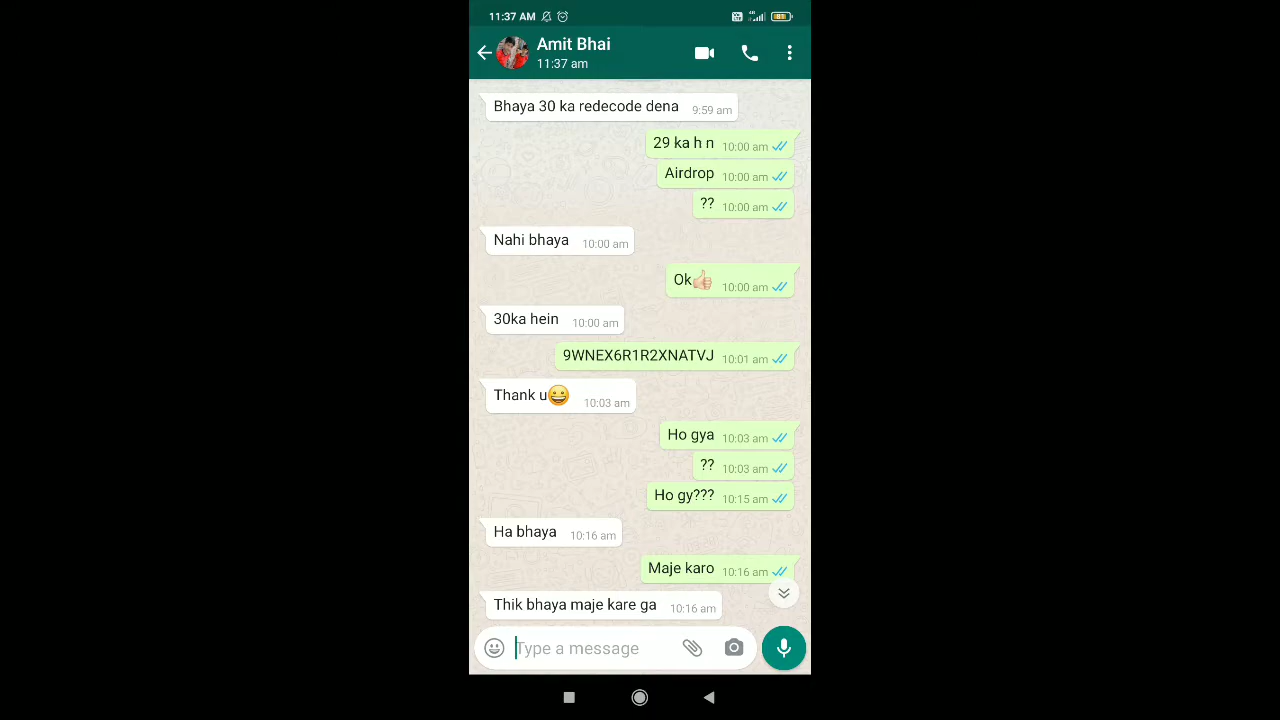 11:37 AM
Amit Bhai
11:37 am
Bhaya 30 ka redecode dena 9:59 am
29 ka h n 10:00 am
Airdrop 10:00 am
?? 10:00 am
Nahi bhaya 10:00 am
Ok👍🏻 10:00 am
30ka hein 10:00 am
9WNEX6R1R2XNATVJ 10:01 am
Thank u😀 10:03 am
Ho gya 10:03 am
?? 10:03 am
Ho gy??? 10:15 am
Ha bhaya 10:16 am
Maje karo 10:16 am
Thik bhaya maje kare ga 10:16 am
Type a message